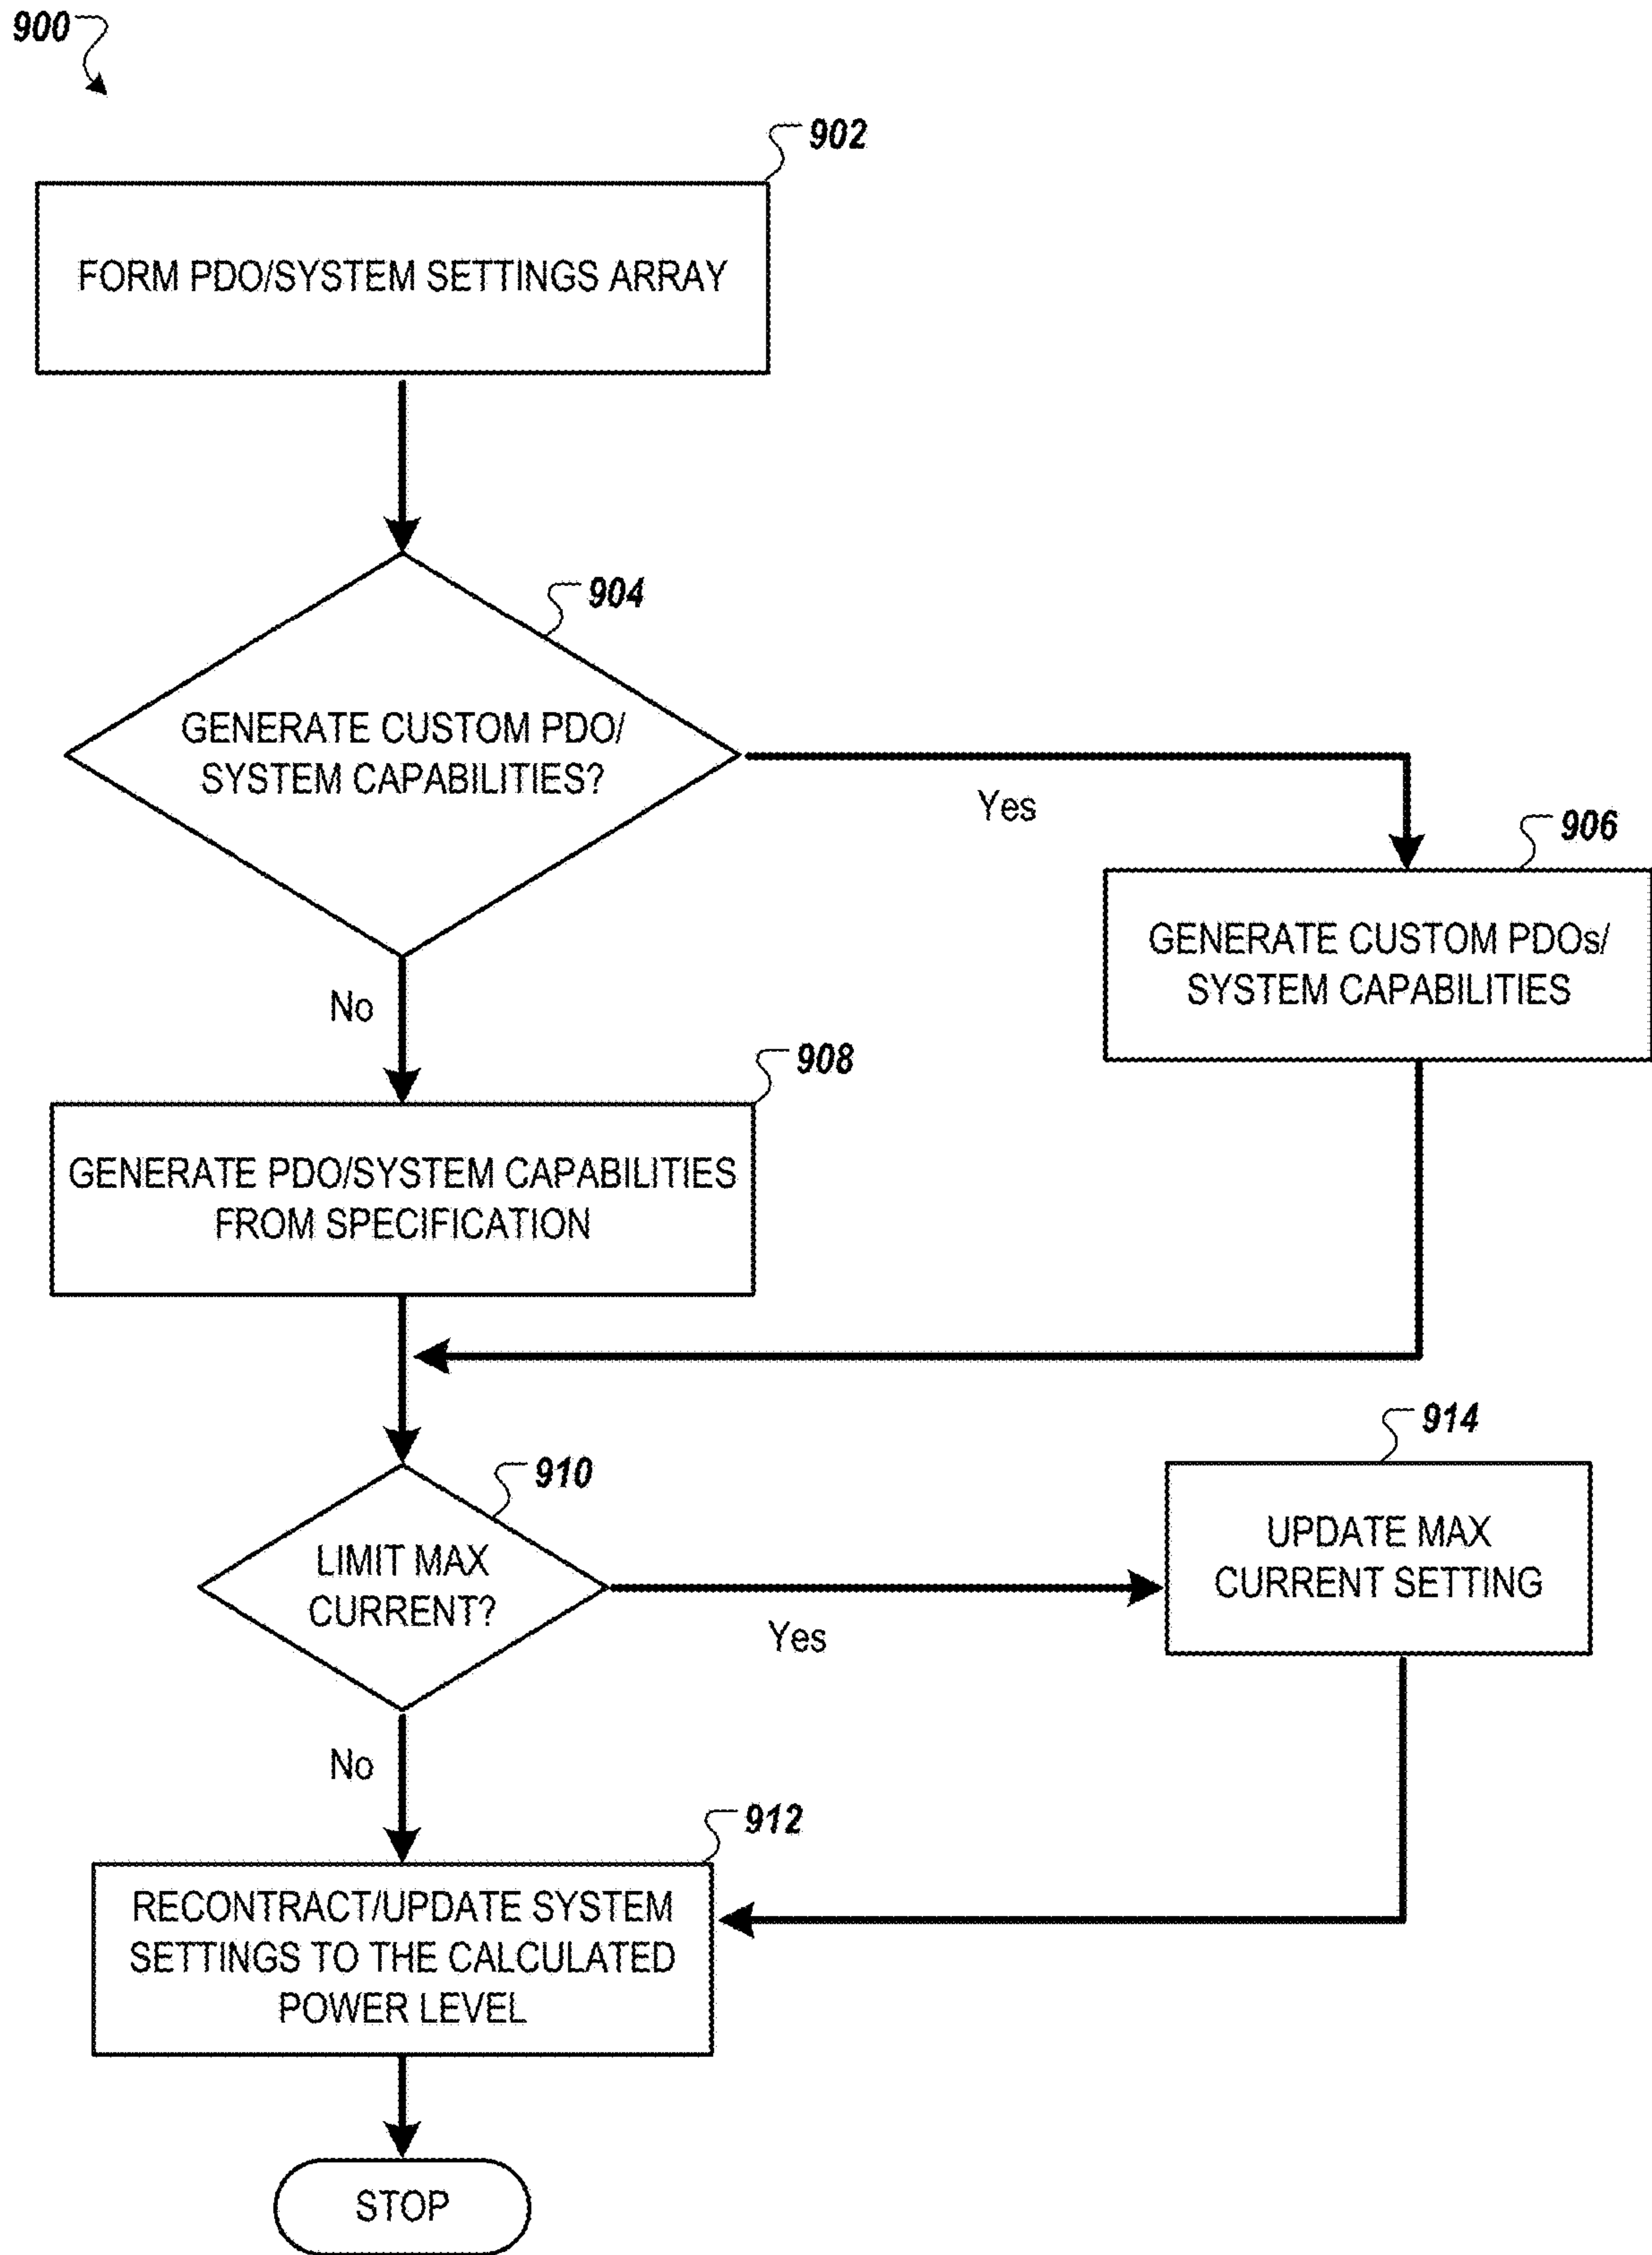 900
902
FORM PDO/SYSTEM SETTINGS ARRAY
904
GENERATE CUSTOM PDO/
SYSTEM CAPABILITIES?
Yes
906
GENERATE CUSTOM PDOs/
SYSTEM CAPABILITIES
No
908
GENERATE PDO/SYSTEM CAPABILITIES
FROM SPECIFICATION
910
LIMIT MAX
CURRENT?
Yes
914
UPDATE MAX
CURRENT SETTING
No
912
RECONTRACT/UPDATE SYSTEM
SETTINGS TO THE CALCULATED
POWER LEVEL
STOP